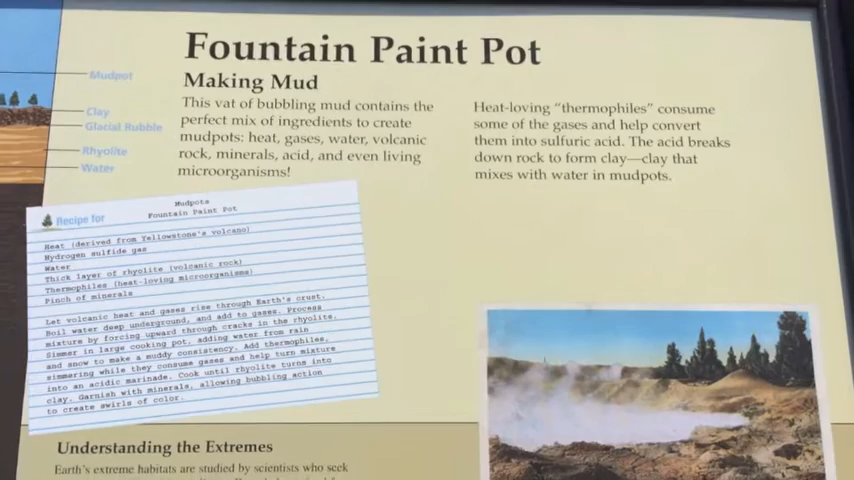 Fountain Paint Pot
Making Mud
This vat of bubbling mud contains the
perfect mix of ingredients to create
mudpots: heat, gases, water, volcanic
rock, minerals, acid, and even living
microorganisms!
Heat-loving “thermophiles” consume
some of the gases and help convert
them into sulfuric acid. The acid breaks
down rock to form clay—clay that
mixes with water in mudpots.
Mudpot
Clay
Glacial Rubble
Rhyolite
Water
Recipe for
Mudpots
Fountain Paint Pot
Heat (derived from Yellowstone's volcano)
Hydrogen sulfide gas
Water
Thick layer of rhyolite (volcanic rock)
Thermophiles (heat-loving microorganisms)
Pinch of minerals
Let volcanic heat and gases rise through Earth's crust.
Boil water deep underground, and add to gases. Process
mixture by forcing upward through cracks in the rhyolite.
Simmer in large cooking pot, adding water from rain
and snow to make a muddy consistency. Add thermophiles,
simmering while they consume gases and help turn mixture
into an acidic marinade. Cook until rhyolite turns into
clay. Garnish with minerals, allowing bubbling action
to create swirls of color.
Understanding the Extremes
Earth's extreme habitats are studied by scientists who seek